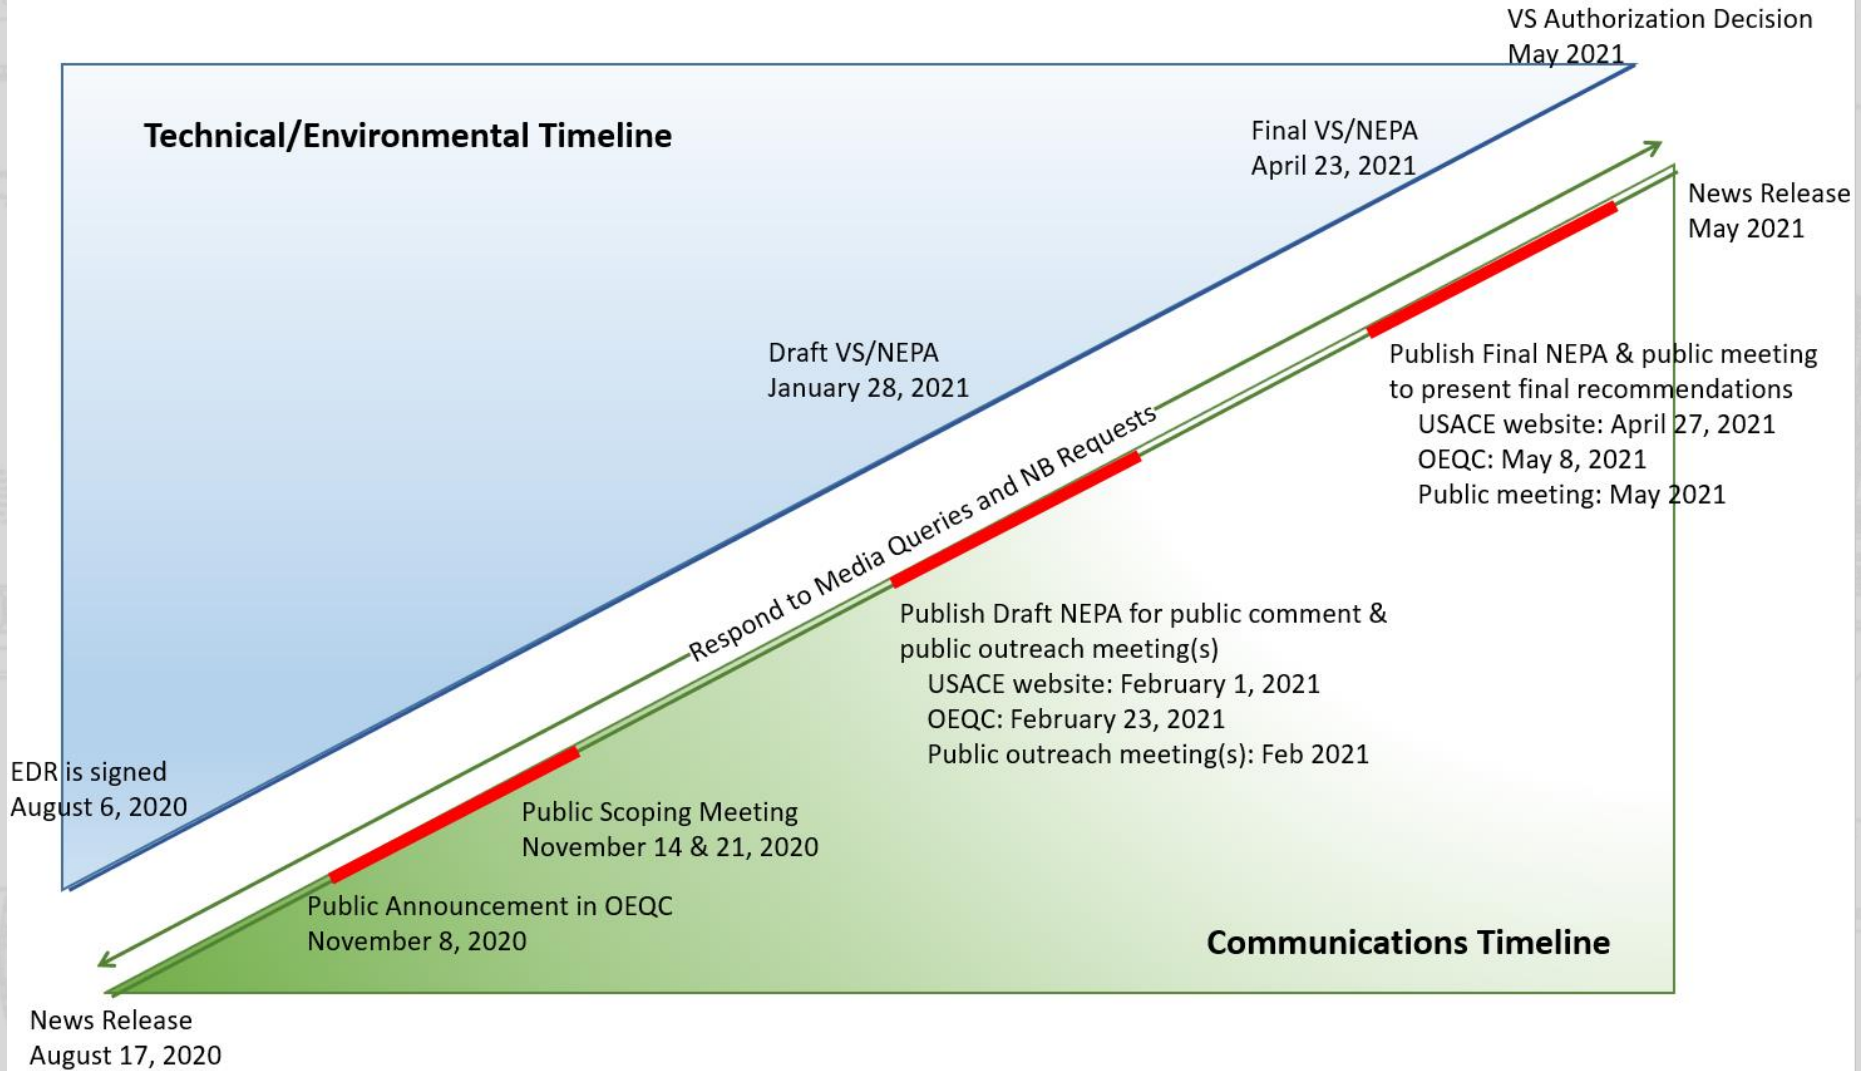 VS Authorization Decision
May 2021
Technical/Environmental Timeline
Final VS/NEPA
April 23, 2021
News Release
May 2021
Draft VS/NEPA
January 28, 2021
Publish Final NEPA & public meeting
to present final recommendations
USACE website: April 27, 2021
OEQC: May 8, 2021
Public meeting: May 2021
Respond to Media Queries and NB Requests
Publish Draft NEPA for public comment &
public outreach meeting(s)
USACE website: February 1, 2021
OEQC: February 23, 2021
Public outreach meeting(s): Feb 2021
EDR is signed
August 6, 2020
Public Scoping Meeting
November 14 & 21, 2020
Public Announcement in OEQC
November 8, 2020
Communications Timeline
News Release
August 17, 2020